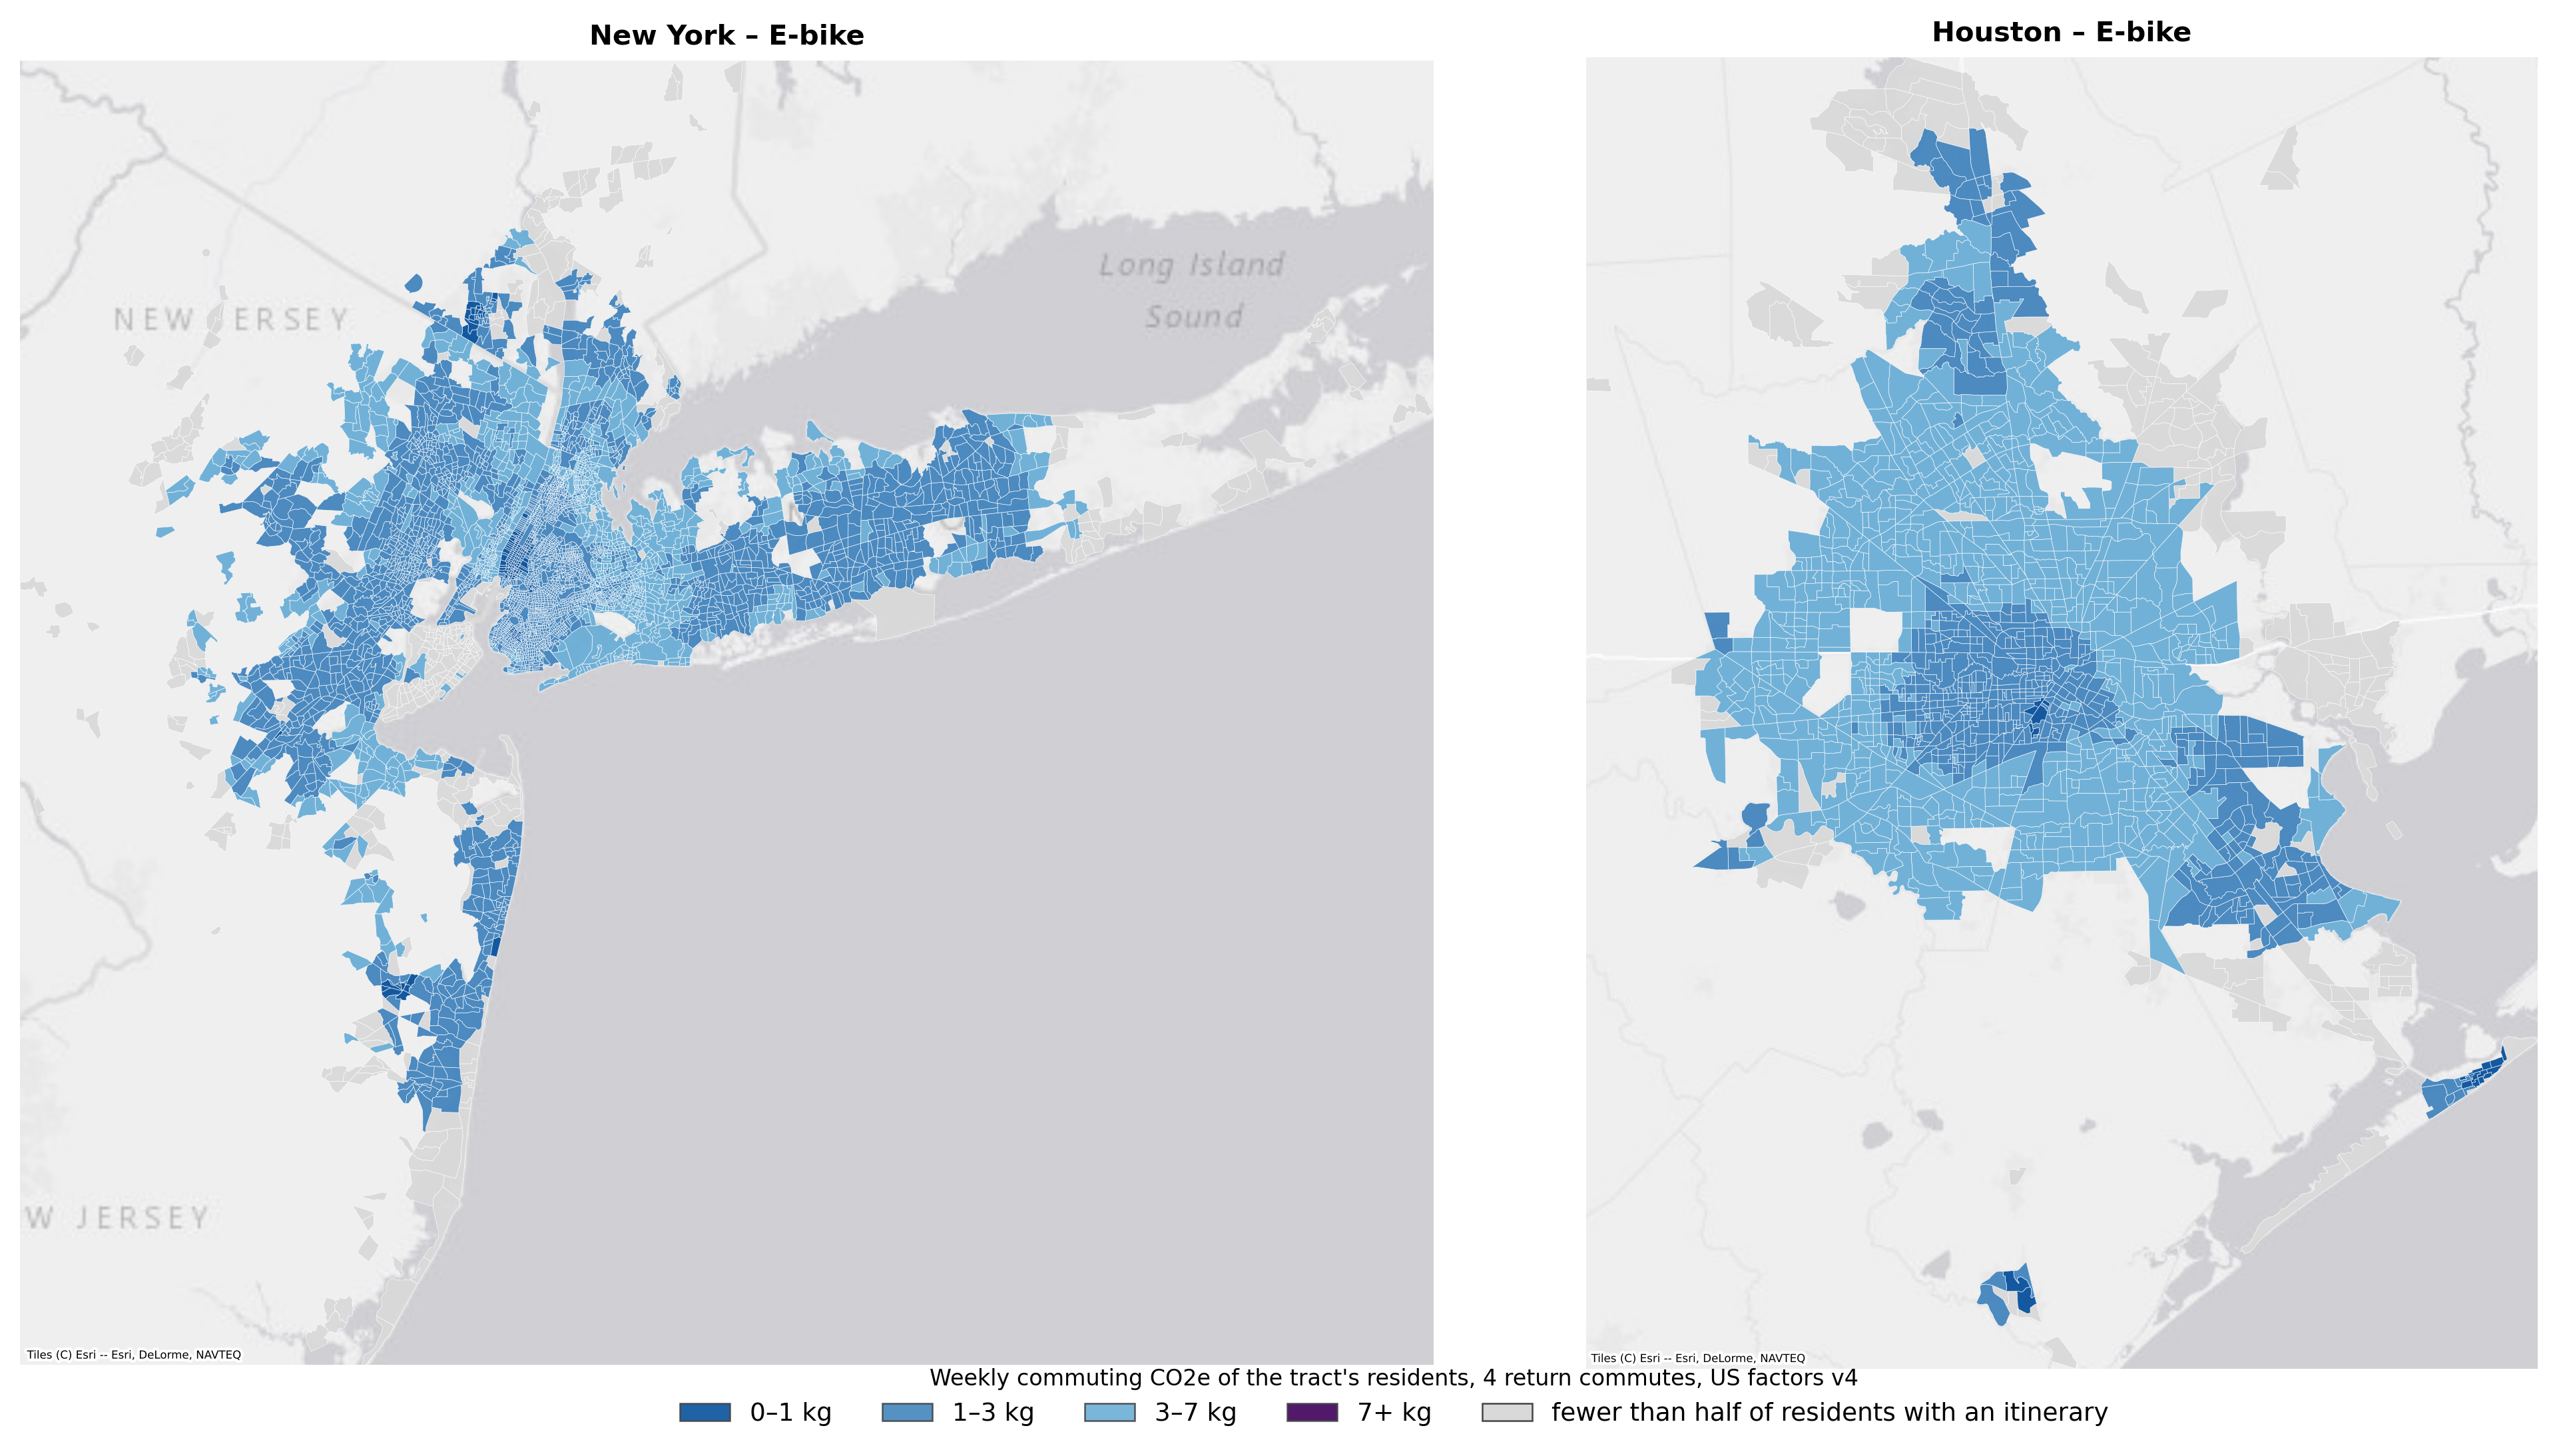 New York – E-bike
Houston – E-bike
Long Island
Sound
NEW ERSEY
W JERSEY
Tiles (C) Esri -- Esri, DeLorme, NAVTEQ
Tiles (C) Esri -- Esri, DeLorme, NAVTEQ
Weekly commuting CO2e of the tract's residents, 4 return commutes, US factors v4
0–1 kg
1–3 kg
3–7 kg
7+ kg
fewer than half of residents with an itinerary